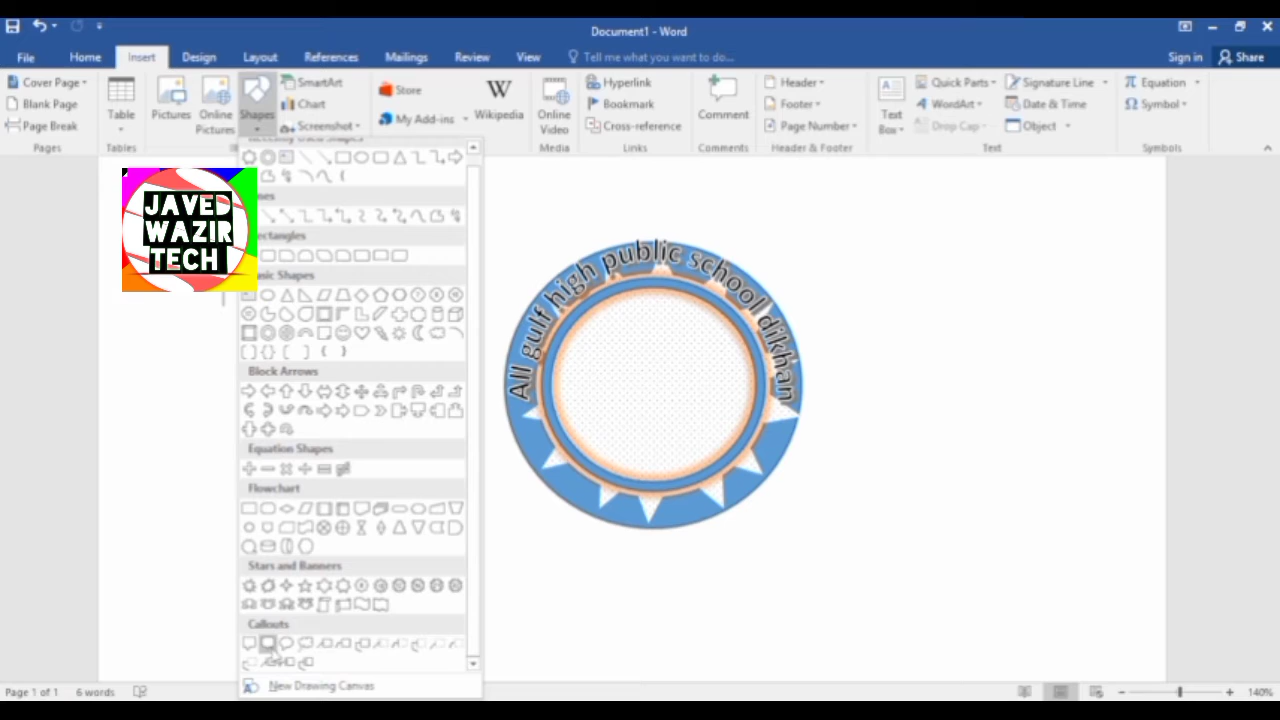 Document1 - Word
File Home Insert Design Layout References Mailings Review View Tell me what you want to do... Sign in Share
Cover Page
Blank Page
Page Break
Pages
Table
Tables
Pictures
Online Pictures
Shapes
SmartArt
Chart
Screenshot
Store
My Add-ins
Wikipedia
Online Video
Media
Hyperlink
Bookmark
Cross-reference
Links
Comment
Comments
Header
Footer
Page Number
Header & Footer
Text Box
Quick Parts
WordArt
Drop Cap
Signature Line
Date & Time
Object
Text
Equation
Symbol
Symbols
Recently Used Shapes
JAVED
WAZIR
TECH
Basic Shapes
Block Arrows
Equation Shapes
Flowchart
Stars and Banners
Callouts
New Drawing Canvas
All gulf high public school dikhan
Page 1 of 1 6 words 140%